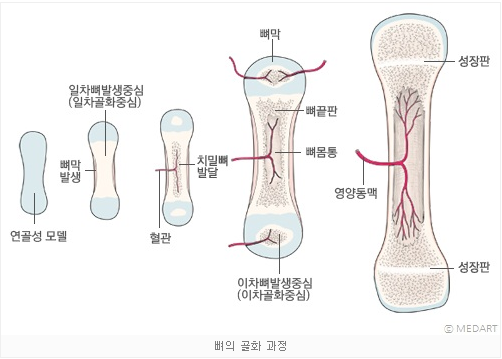 뼈막
성장판
일차뼈발생중심
(일차골화중심)
뼈끝판
뼈막
발생
치밀뼈
발달
뼈몸통
영양동맥
연골성 모델
혈관
이차뼈발생중심
(이차골화중심)
성장판
ⓒ MEDART
뼈의 골화 과정